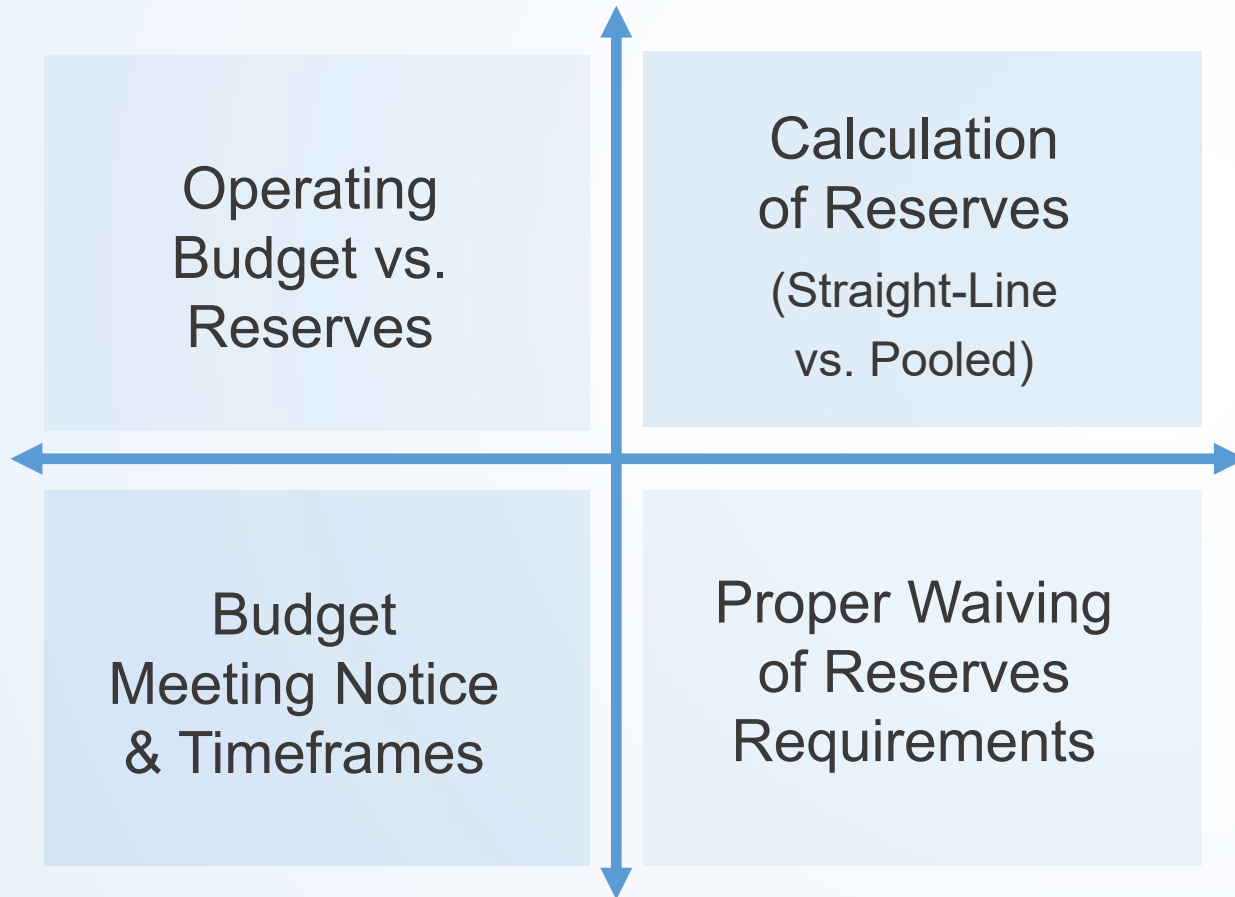 Operating
Budget vs.
Reserves
Calculation
of Reserves
(Straight-Line
vs. Pooled)
Budget
Meeting Notice
& Timeframes
Proper Waiving
of Reserves
Requirements